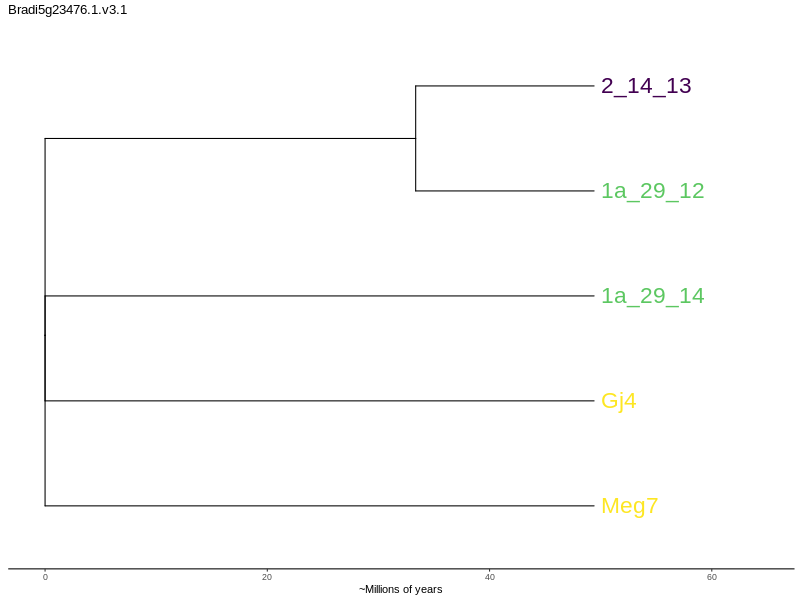 Bradi5g23476.1.v3.1
2_14_13
1a_29_12
1a_29_14
Gj4
Meg7
0 20 40 60
~Millions of years